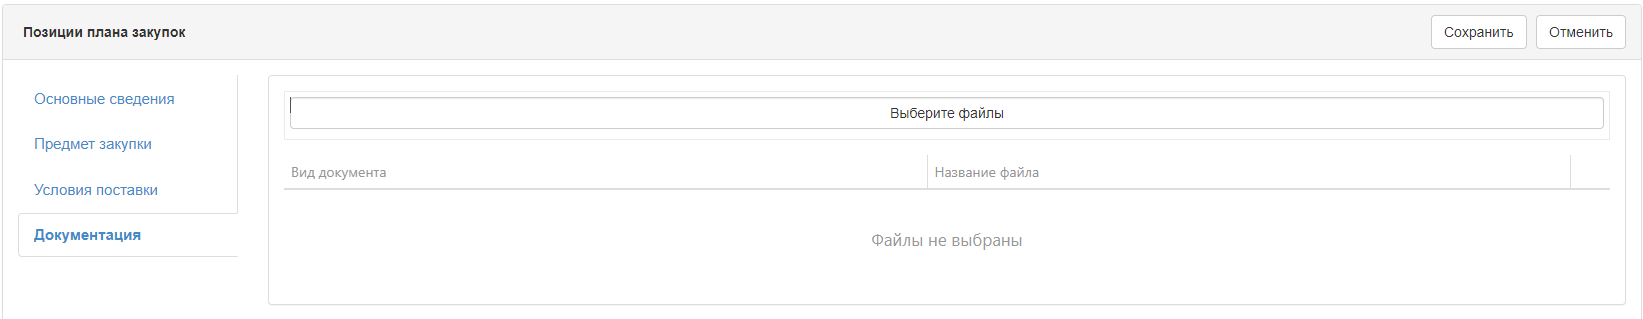 Позиции плана закупок
Сохранить
Отменить
Основные сведения
Предмет закупки
Условия поставки
Документация
Выберите файлы
Вид документа
Название файла
Файлы не выбраны